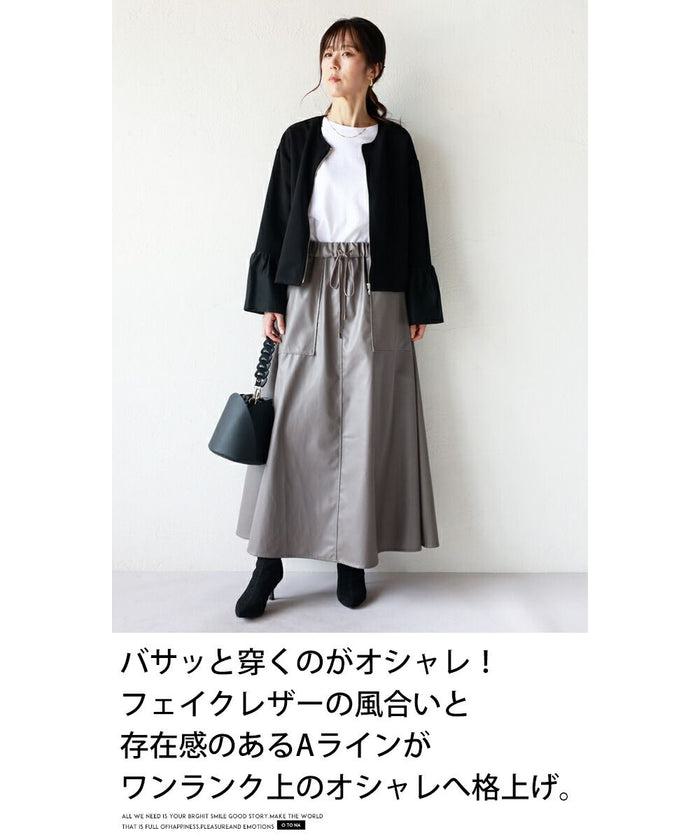 バサッと穿くのがオシャレ！
フェイクレザーの風合いと
存在感のあるAラインが
ワンランク上のオシャレへ格上げ。
ALL WE NEED IS YOUR BRGHIT SMILE GOOD STORY.MAKE THE WORLD
THAT IS FULL OFHAPPINESS,PLEASUREAND EMOTIONS OTONA